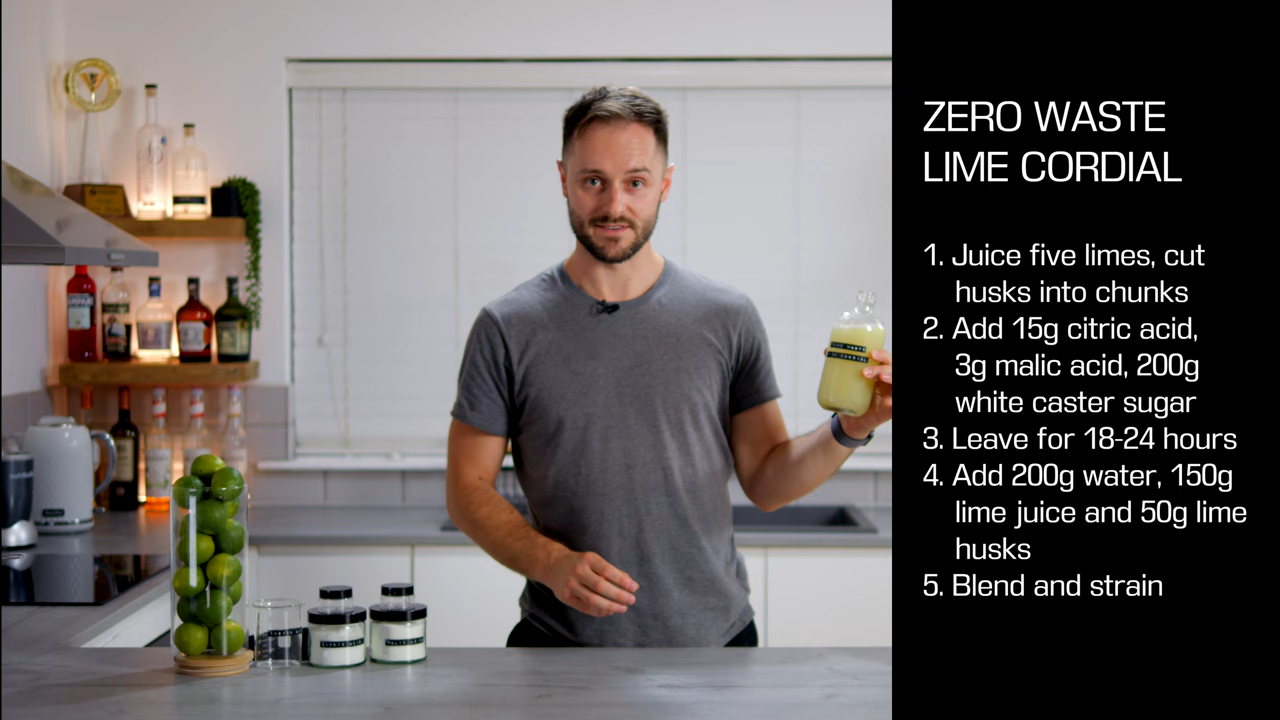 ZERO WASTE
LIME CORDIAL
1. Juice five limes, cut
husks into chunks
2. Add 15g citric acid,
3g malic acid, 200g
white caster sugar
3. Leave for 18-24 hours
4. Add 200g water, 150g
lime juice and 50g lime
husks
5. Blend and strain